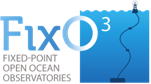 FixO³
FIXED-POINT
OPEN OCEAN
OBSERVATORIES